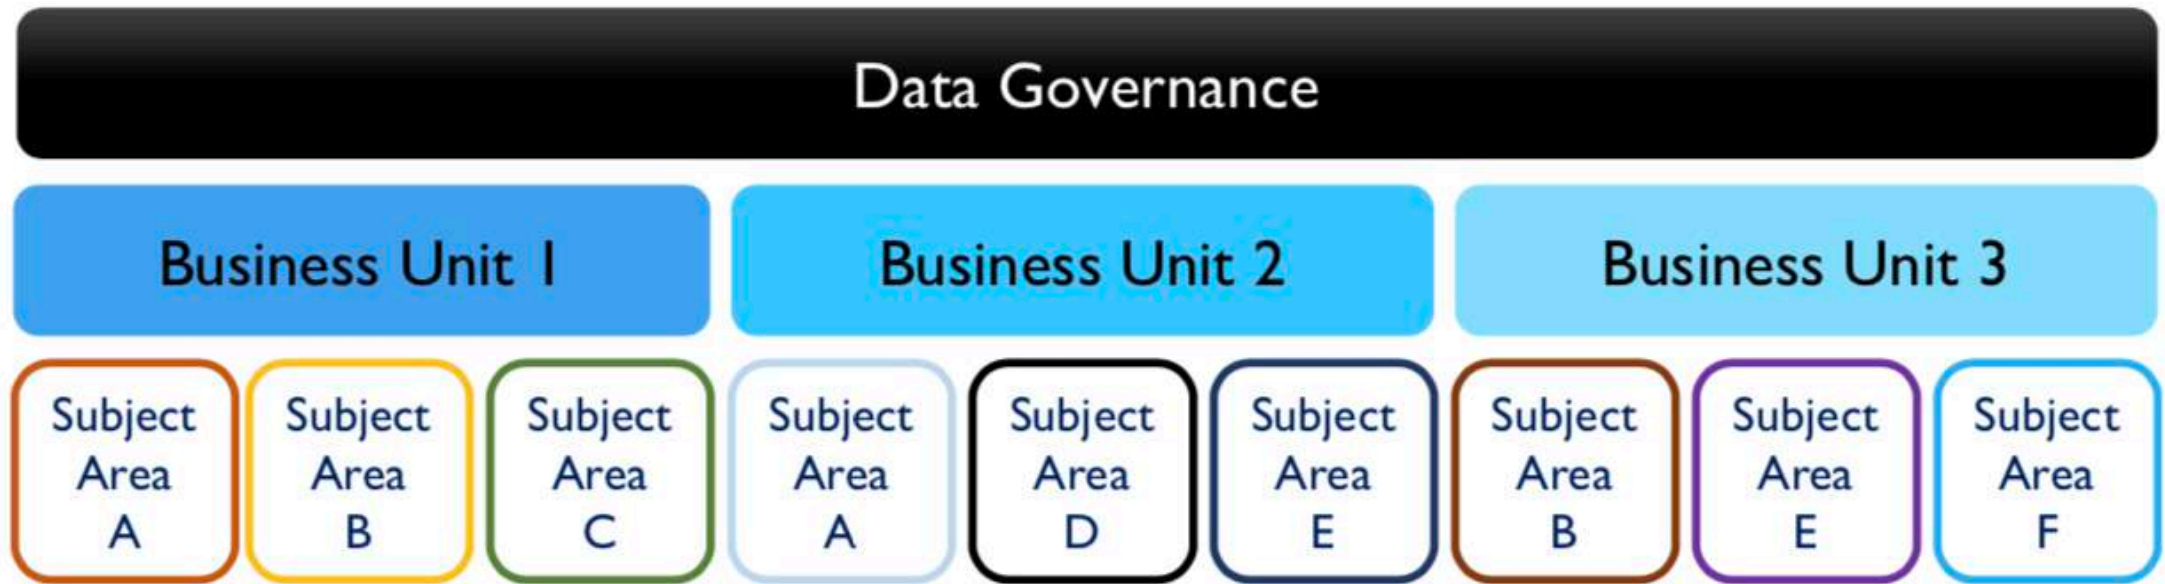 Data Governance
Business Unit 1
Business Unit 2
Business Unit 3
Subject
Area
A
Subject
Area
B
Subject
Area
C
Subject
Area
A
Subject
Area
D
Subject
Area
E
Subject
Area
B
Subject
Area
E
Subject
Area
F